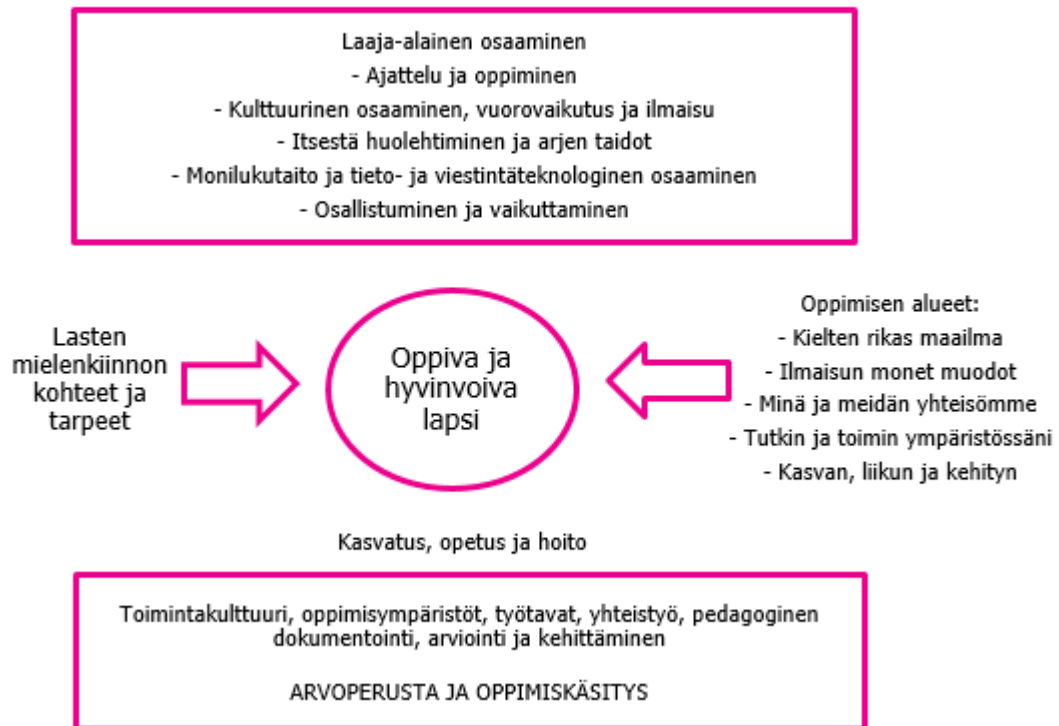 Laaja-alainen osaaminen
- Ajattelu ja oppiminen
- Kulttuurinen osaaminen, vuorovaikutus ja ilmaisu
- Itsestä huolehtiminen ja arjen taidot
- Monilukutaito ja tieto- ja viestintäteknologinen osaaminen
- Osallistuminen ja vaikuttaminen
Lasten
mielenkiinnon
kohteet ja
tarpeet
Oppiva ja
hyvinvoiva
lapsi
Oppimisen alueet:
- Kielten rikas maailma
- Ilmaisun monet muodot
- Minä ja meidän yhteisömme
- Tutkin ja toimin ympäristössäni
- Kasvan, liikun ja kehityn
Kasvatus, opetus ja hoito
Toimintakulttuuri, oppimisympäristöt, työtavat, yhteistyö, pedagoginen
dokumentointi, arviointi ja kehittäminen
ARVOPERUSTA JA OPPIMISKÄSITYS